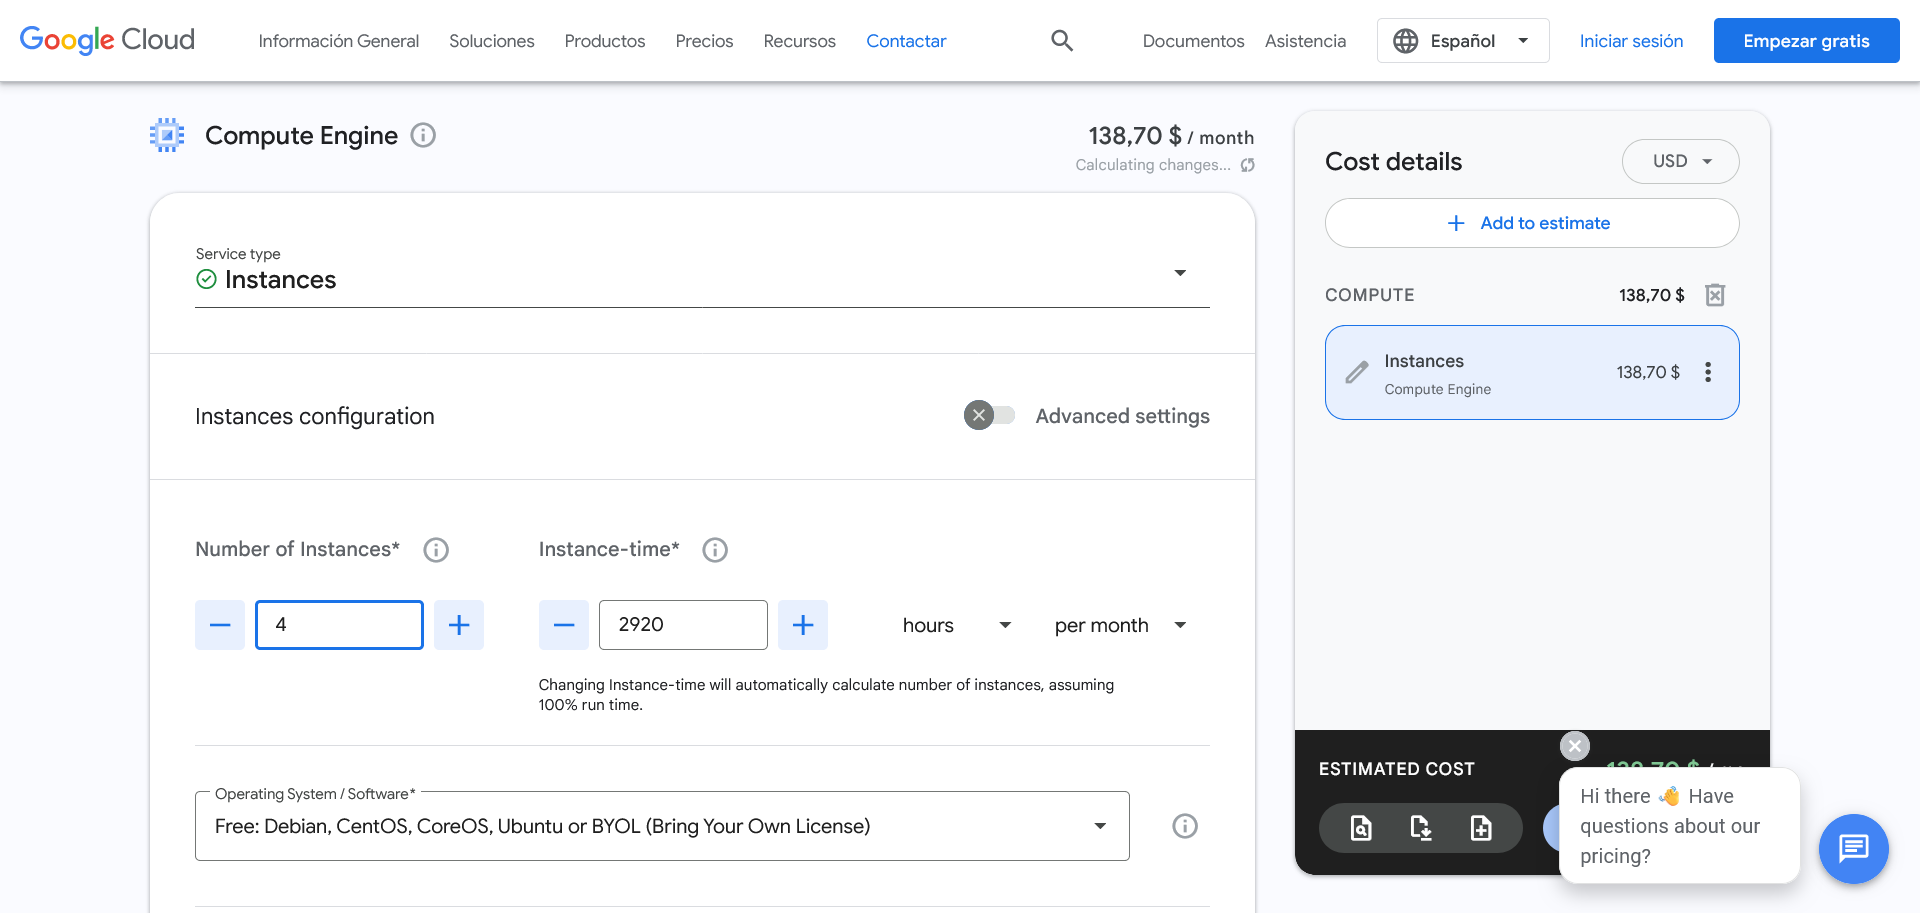 Google Cloud
Información General
Soluciones
Productos
Precios
Recursos
Contactar
Documentos
Asistencia
Español
Iniciar sesión
Empezar gratis
Compute Engine
138,70 $ / month
Calculating changes...
Service type
Instances
Instances configuration
Advanced settings
Number of Instances*
Instance-time*
4
2920
hours
per month
Changing Instance-time will automatically calculate number of instances, assuming
100% run time.
Operating System / Software*
Free: Debian, CentOS, CoreOS, Ubuntu or BYOL (Bring Your Own License)
Cost details
USD
Add to estimate
COMPUTE
138,70 $
Instances
Compute Engine
138,70 $
ESTIMATED COST
138,70 $ /
Hi there 👋 Have
questions about our
pricing?